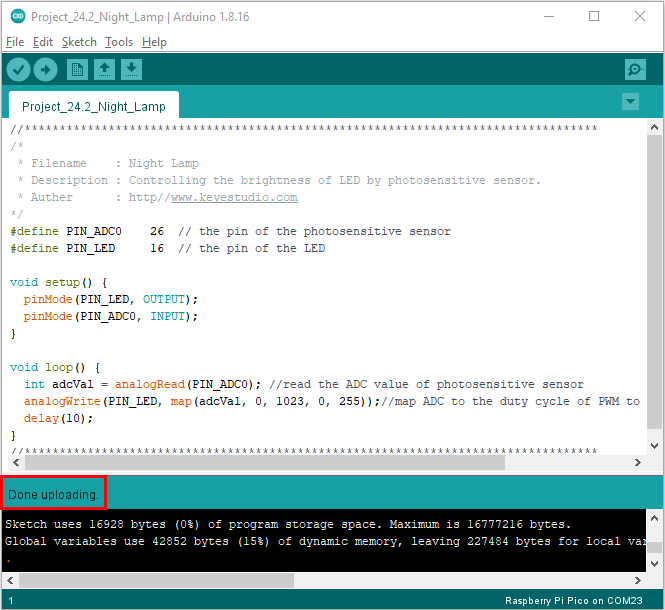 Project_24.2_Night_Lamp | Arduino 1.8.16
File Edit Sketch Tools Help
Project_24.2_Night_Lamp
//**********************************************************************************
/*
 * Filename    : Night Lamp
 * Description : Controlling the brightness of LED by photosensitive sensor.
 * Auther      : http//www.keyestudio.com
*/
#define PIN_ADC0    26  // the pin of the photosensitive sensor
#define PIN_LED     16  // the pin of the LED
void setup() {
  pinMode(PIN_LED, OUTPUT);
  pinMode(PIN_ADC0, INPUT);
}
void loop() {
  int adcVal = analogRead(PIN_ADC0); //read the ADC value of photosensitive sensor
  analogWrite(PIN_LED, map(adcVal, 0, 1023, 0, 255));//map ADC to the duty cycle of PWM to
  delay(10);
}
//**********************************************************************************
Done uploading.
Sketch uses 16928 bytes (0%) of program storage space. Maximum is 16777216 bytes.
Global variables use 42852 bytes (15%) of dynamic memory, leaving 227484 bytes for local var
.
1
Raspberry Pi Pico on COM23